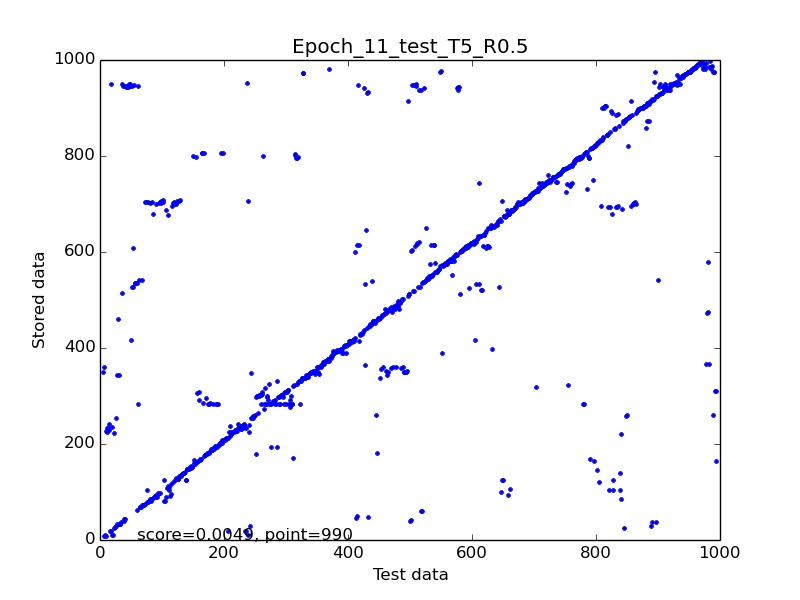 Epoch_11_test_T5_R0.5
1000
800
600
400
200
0
Stored data
score=0.0049, point=990
0 200 400 600 800 1000
Test data